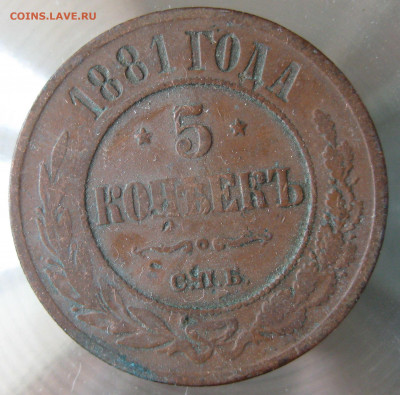 COINS.LAVE.RU
1881 ГОДА
5
КОПѢЕКЪ
С.П.Б.